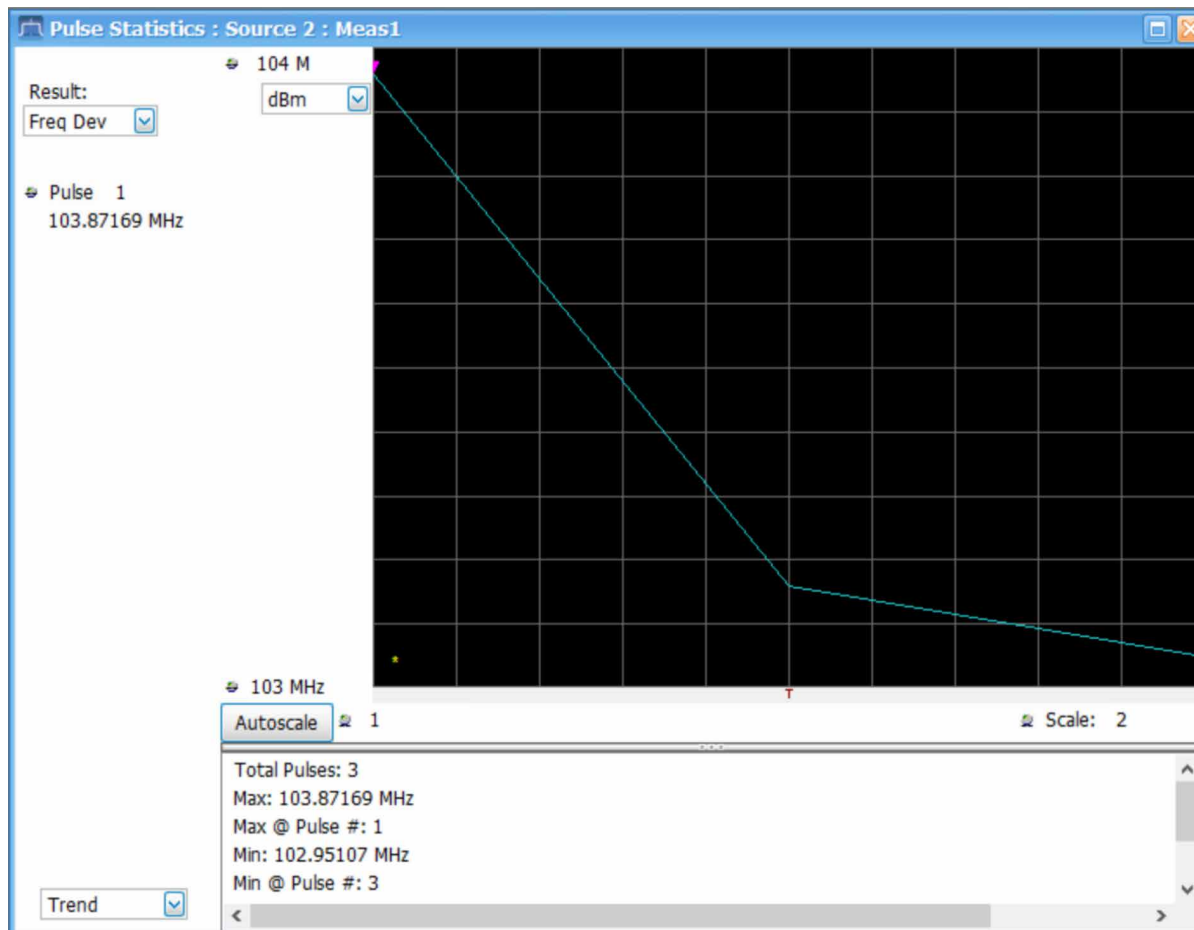 Pulse Statistics : Source 2 : Meas1
104 M
Result:
dBm
Freq Dev
Pulse 1
103.87169 MHz
*
103 MHz
T
Autoscale
1
Scale: 2
Total Pulses: 3
Max: 103.87169 MHz
Max @ Pulse #: 1
Min: 102.95107 MHz
Min @ Pulse #: 3
Trend